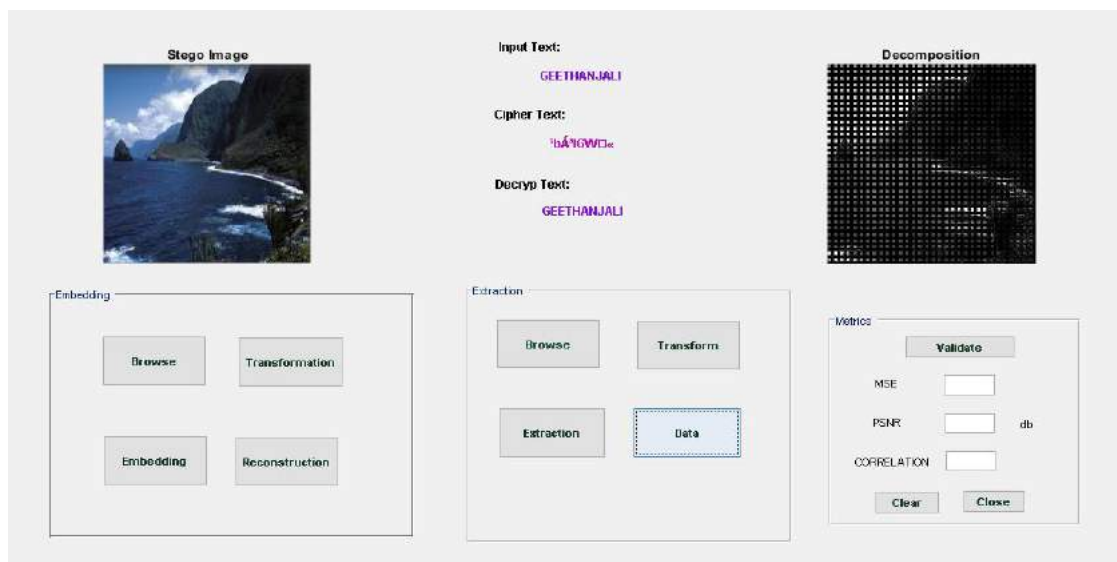 Stego Image
Input Text:
GEETHANJALI
Cipher Text:
Decryp Text:
GEETHANJALI
Decomposition
Embedding
Browse
Transformation
Embedding
Reconstruction
Extraction
Browse
Transform
Extraction
Data
Metrics
Validate
MSE
PSNR db
CORRELATION
Clear
Close